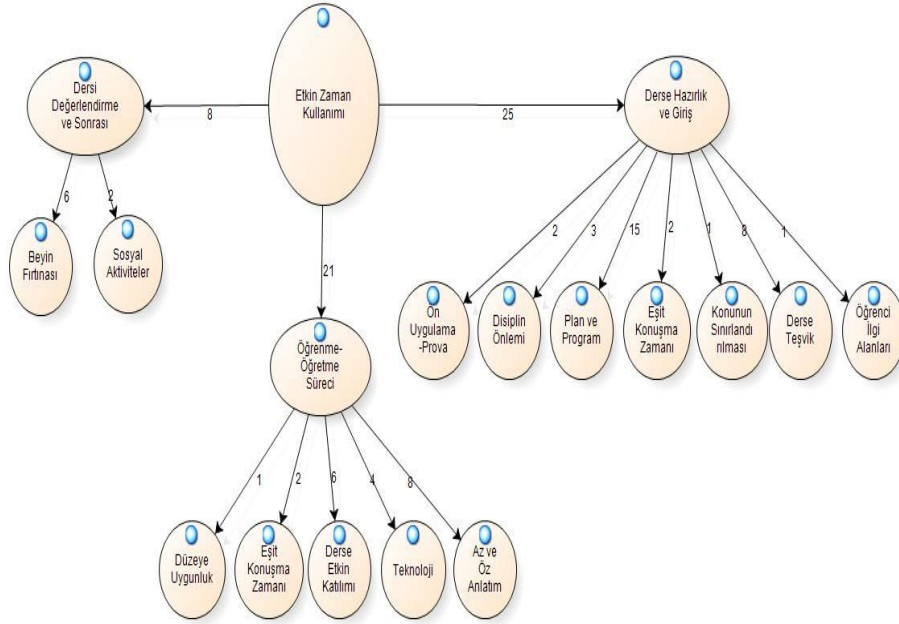 Etkin Zaman
Kullanımı
Dersi
Değerlendirme
ve Sonrası
8
25
Derse Hazırlık
ve Giriş
6
2
Beyin
Fırtınası
Sosyal
Aktiviteler
21
2
3
15
2
1
8
1
Ön
Uygulama
-Prova
Disiplin
Önlemi
Plan ve
Program
Eşit
Konuşma
Zamanı
Konunun
Sınırlandı
rılması
Derse
Teşvik
Öğrenci
İlgi
Alanları
Öğrenme-
Öğretme
Süreci
1
2
6
4
8
Düzeye
Uygunluk
Eşit
Konuşma
Zamanı
Derse
Etkin
Katılımı
Teknoloji
Az ve
Öz
Anlatım